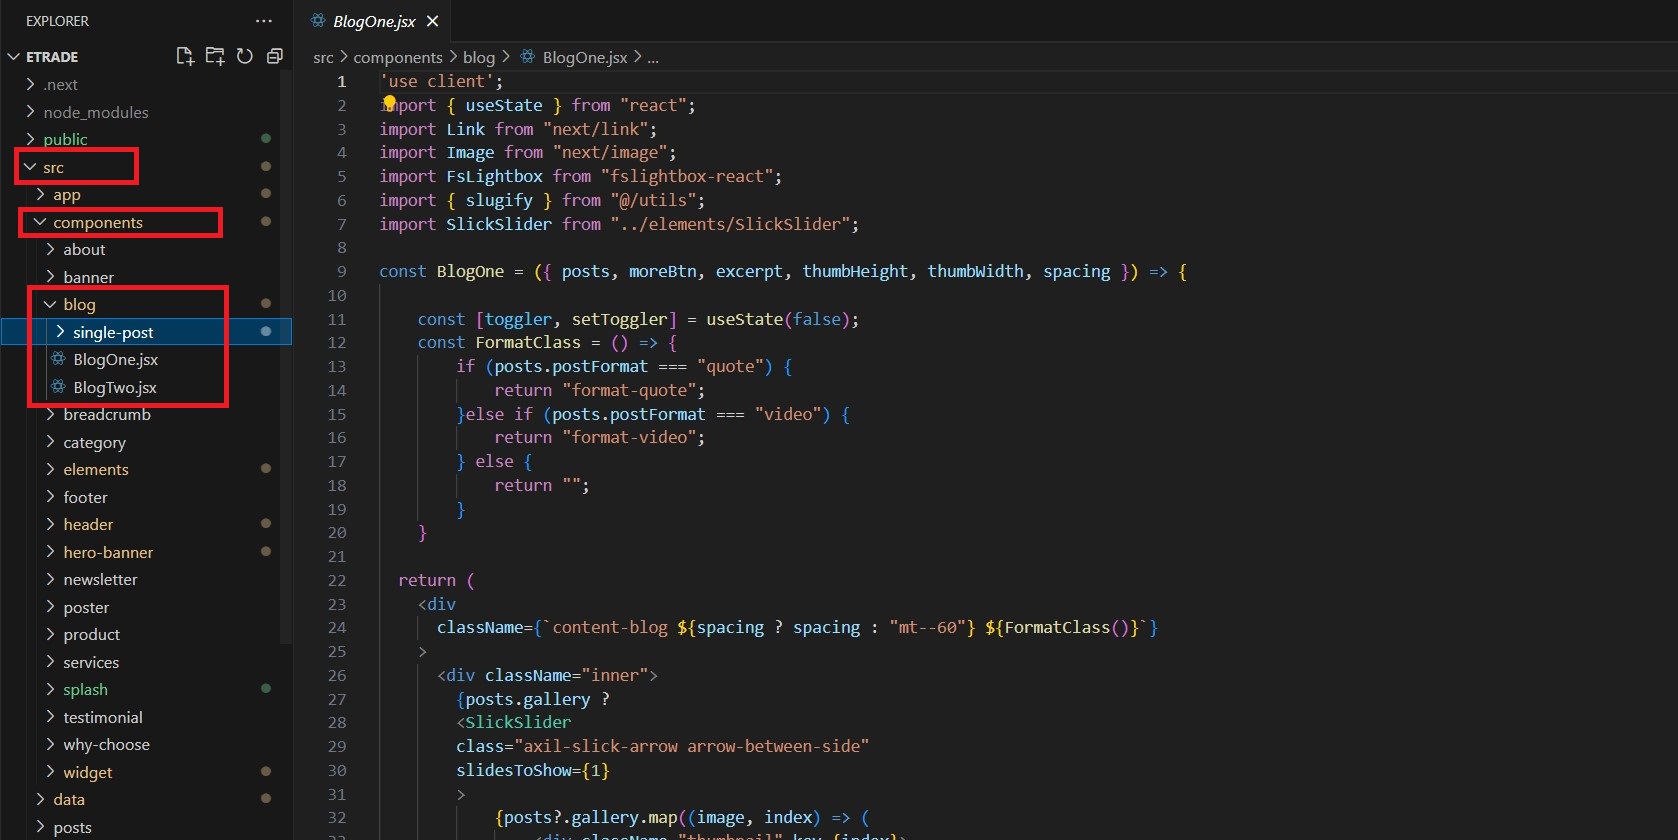 EXPLORER
...
ETRADE
.next
node_modules
public
src
app
components
about
banner
blog
single-post
BlogOne.jsx
BlogTwo.jsx
breadcrumb
category
elements
footer
header
hero-banner
newsletter
poster
product
services
splash
testimonial
why-choose
widget
data
posts
BlogOne.jsx
src > components > blog > BlogOne.jsx > ...
1 'use client';
2 import { useState } from "react";
3 import Link from "next/link";
4 import Image from "next/image";
5 import FsLightbox from "fslightbox-react";
6 import { slugify } from "@/utils";
7 import SlickSlider from "../elements/SlickSlider";
8
9 const BlogOne = ({ posts, moreBtn, excerpt, thumbHeight, thumbWidth, spacing }) => {
10
11 const [toggler, setToggler] = useState(false);
12 const FormatClass = () => {
13 if (posts.postFormat === "quote") {
14 return "format-quote";
15 }else if (posts.postFormat === "video") {
16 return "format-video";
17 } else {
18 return "";
19 }
20 }
21
22 return (
23 <div
24 className={`content-blog ${spacing ? spacing : "mt--60"} ${FormatClass()}`}
25 >
26 <div className="inner">
27 {posts.gallery ?
28 <SlickSlider
29 class="axil-slick-arrow arrow-between-side"
30 slidesToShow={1}
31 >
32 {posts?.gallery.map((image, index) => (
33 <div className="thumbnail" key={index}>